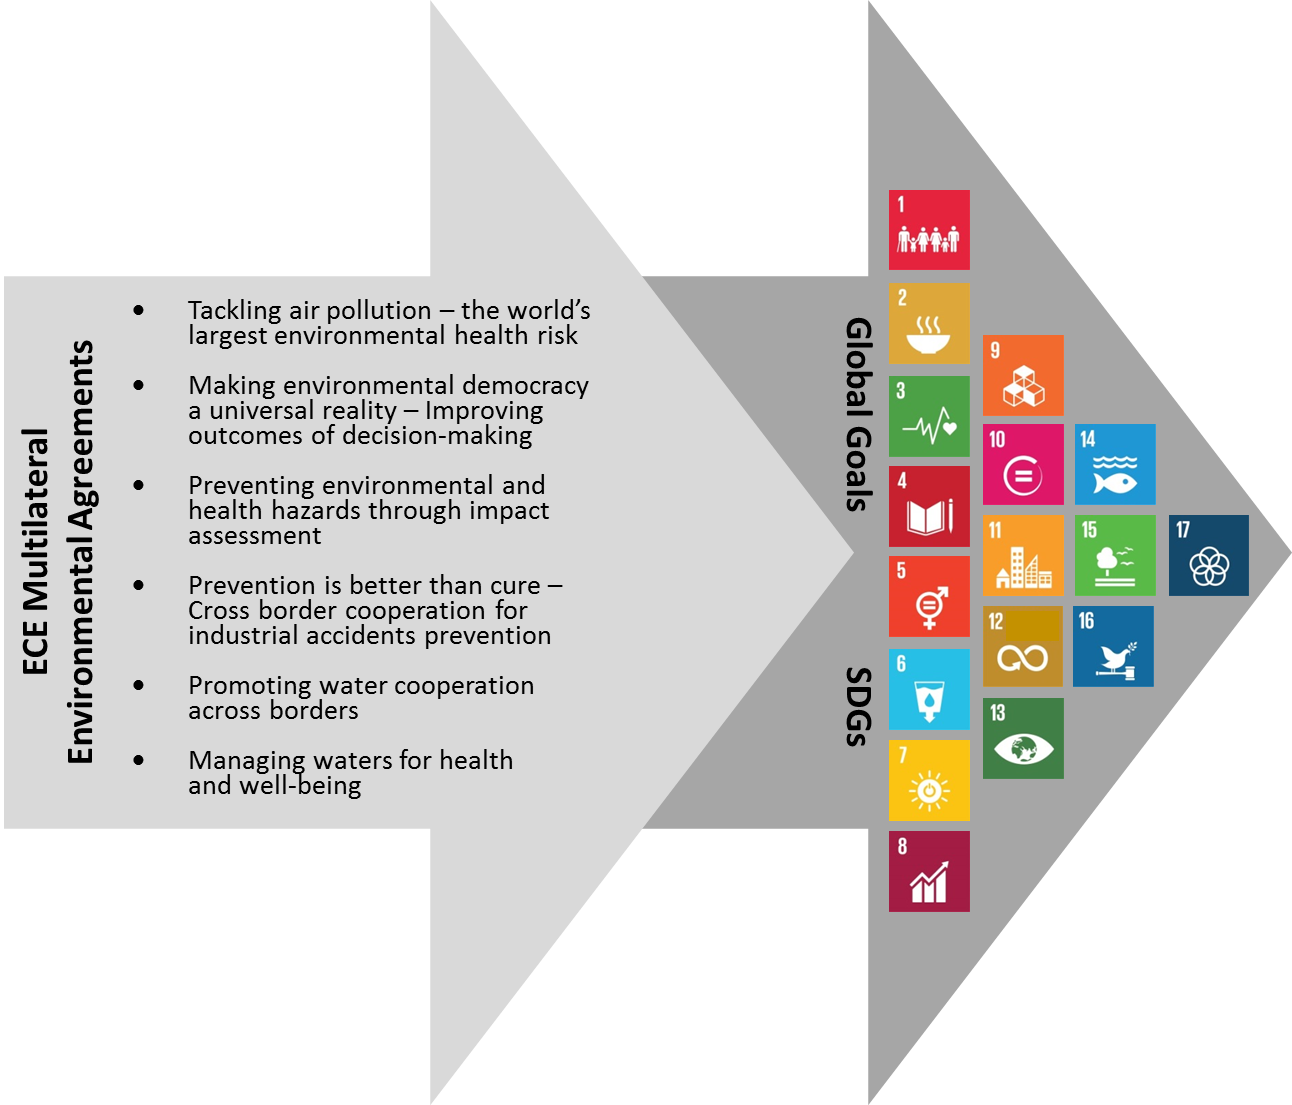 ECE Multilateral
Environmental Agreements
• Tackling air pollution – the world’s
largest environmental health risk
• Making environmental democracy
a universal reality – Improving
outcomes of decision-making
• Preventing environmental and
health hazards through impact
assessment
• Prevention is better than cure –
Cross border cooperation for
industrial accidents prevention
• Promoting water cooperation
across borders
• Managing waters for health
and well-being
Global Goals
SDGs
1
2
3
4
5
6
7
8
9
10
11
12
13
14
15
16
17